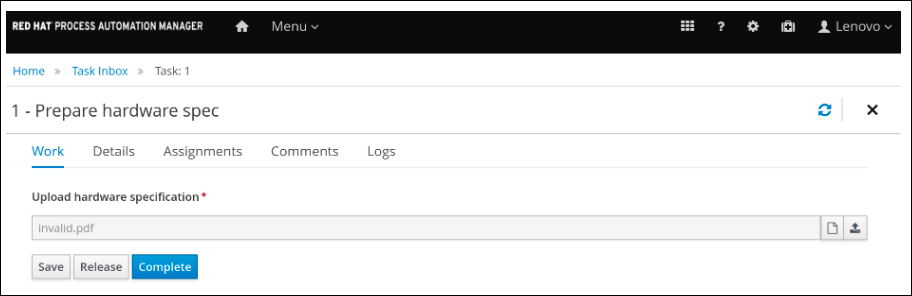 RED HAT PROCESS AUTOMATION MANAGER Menu ? Lenovo
Home » Task Inbox » Task: 1
1 - Prepare hardware spec
Work Details Assignments Comments Logs
Upload hardware specification *
invalid.pdf
Save Release Complete